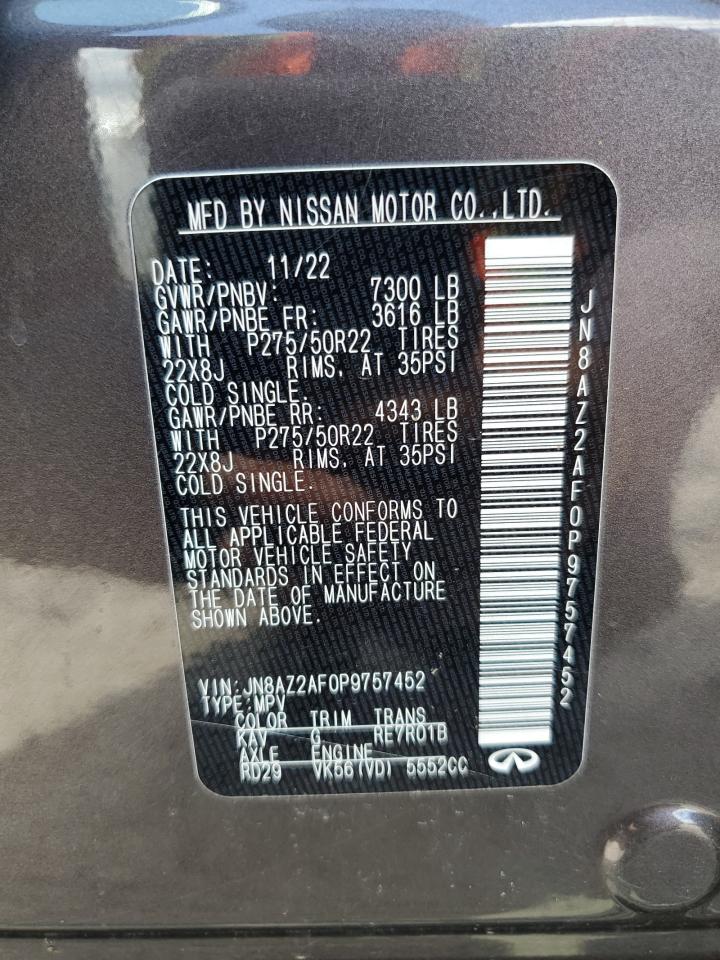 MFD BY NISSAN MOTOR CO.,LTD.
DATE: 11/22
GVWR/PNBV: 7300 LB
GAWR/PNBE FR: 3616 LB
WITH P275/50R22 TIRES
22X8J RIMS, AT 35PSI
COLD SINGLE.
GAWR/PNBE RR: 4343 LB
WITH P275/50R22 TIRES
22X8J RIMS, AT 35PSI
COLD SINGLE.
THIS VEHICLE CONFORMS TO
ALL APPLICABLE FEDERAL
MOTOR VEHICLE SAFETY
STANDARDS IN EFFECT ON
THE DATE OF MANUFACTURE
SHOWN ABOVE.
VIN:JN8AZ2AF0P9757452
TYPE:MPV
COLOR TRIM TRANS
KAV G RE7R01B
AXLE ENGINE
RD29 VK56(VD) 5552CC
JN8AZ2AF0P9757452